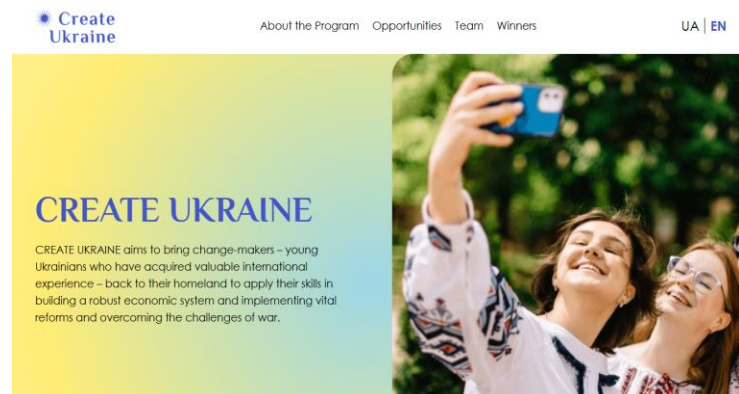 Create
Ukraine
About the Program Opportunities Team Winners
UA | EN
CREATE UKRAINE
CREATE UKRAINE aims to bring change-makers – young
Ukrainians who have acquired valuable international
experience – back to their homeland to apply their skills in
building a robust economic system and implementing vital
reforms and overcoming the challenges of war.